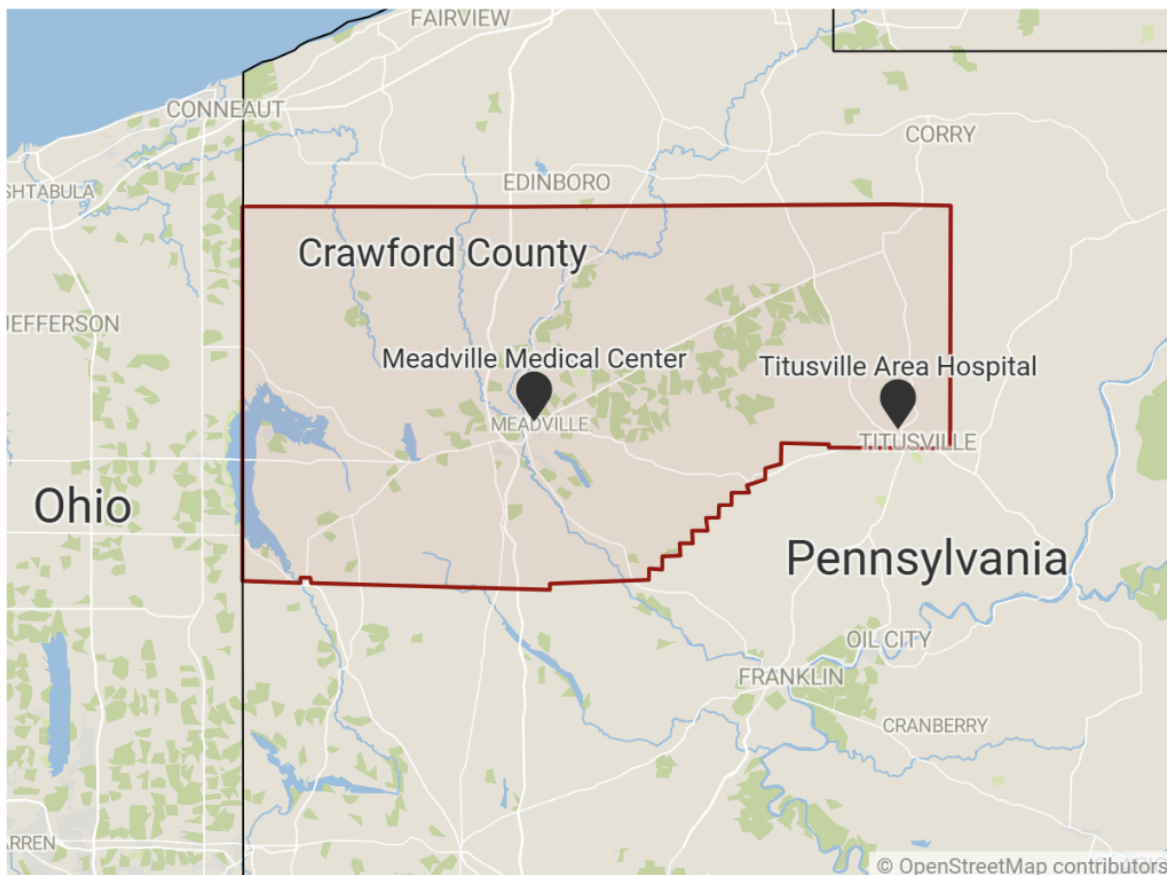 FAIRVIEW
CONNEAUT
CORRY
SHTABULA
EDINBORO
Crawford County
JEFFERSON
Meadville Medical Center
Titusville Area Hospital
MEADVILLE
TITUSVILLE
Ohio
Pennsylvania
OIL CITY
FRANKLIN
CRANBERRY
ARREN
© OpenStreetMap contributors